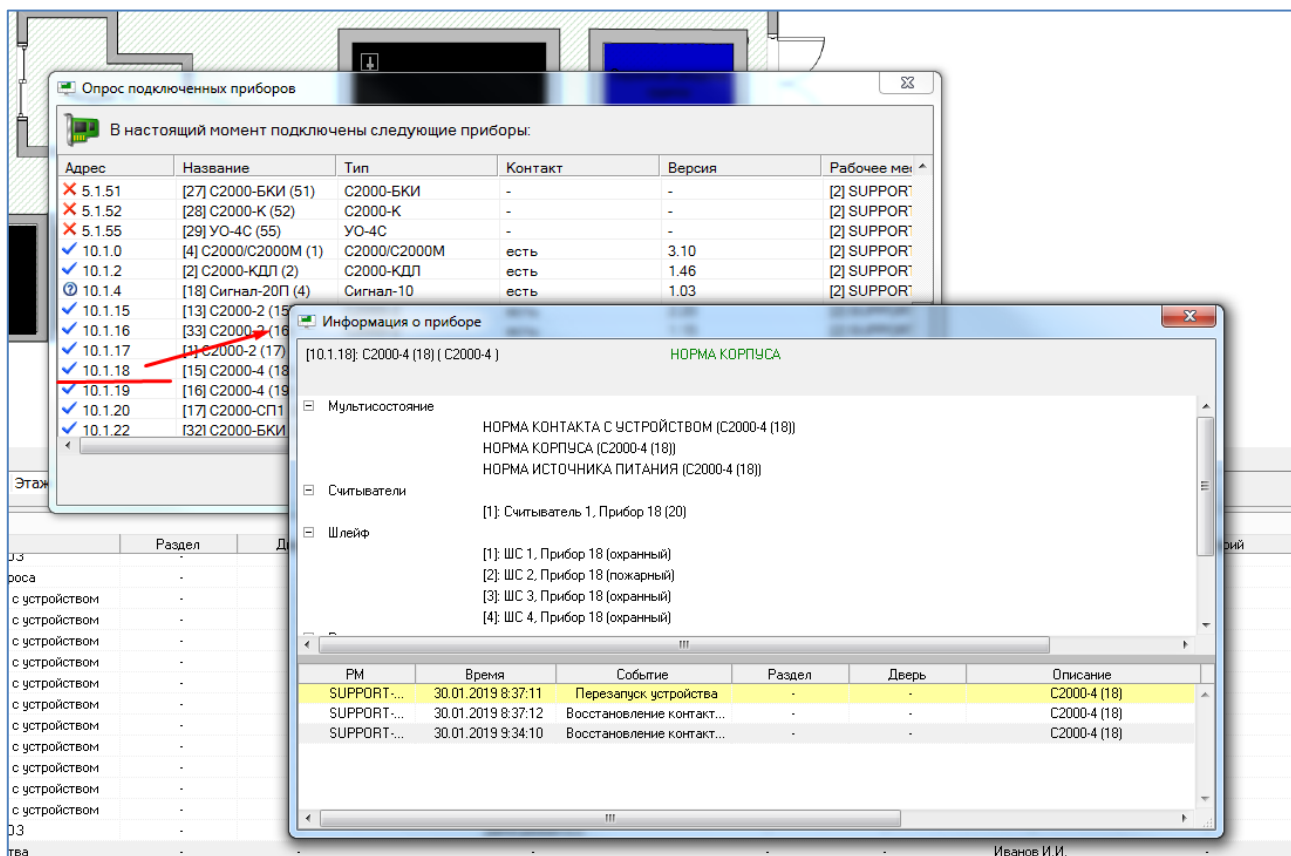 Опрос подключенных приборов
В настоящий момент подключены следующие приборы:
Адрес Название Тип Контакт Версия Рабочее
5.1.51 [27] С2000-БКИ (51) С2000-БКИ - - [2] SUPPORT
5.1.52 [28] С2000-К (52) С2000-К - - [2] SUPPORT
5.1.55 [29] УО-4С (55) УО-4С - - [2] SUPPORT
10.1.0 [4] С2000/С2000М (1) С2000/С2000М есть 3.10 [2] SUPPORT
10.1.2 [2] С2000-КДЛ (2) С2000-КДЛ есть 1.46 [2] SUPPORT
10.1.4 [18] Сигнал-20П (4) Сигнал-10 есть 1.03 [2] SUPPORT
10.1.15 [13] С2000-2 (15
10.1.16 [33] С2000-2 (16
10.1.17 [1] С2000-2 (17)
10.1.18 [15] С2000-4 (18
10.1.19 [16] С2000-4 (19
10.1.20 [17] С2000-СП1
10.1.22 [32] С2000-БКИ
Информация о приборе
[10.1.18]: С2000-4 (18) ( С2000-4 ) НОРМА КОРПУСА
Мультисостояние
НОРМА КОНТАКТА С УСТРОЙСТВОМ (С2000-4 (18))
НОРМА КОРПУСА (С2000-4 (18))
НОРМА ИСТОЧНИКА ПИТАНИЯ (С2000-4 (18))
Считыватели
[1]: Считыватель 1, Прибор 18 (20)
Шлейф
[1]: ШС 1, Прибор 18 (охранный)
[2]: ШС 2, Прибор 18 (пожарный)
[3]: ШС 3, Прибор 18 (охранный)
[4]: ШС 4, Прибор 18 (охранный)
РМ Время Событие Раздел Дверь Описание
SUPPORT-... 30.01.2019 8:37:11 Перезапуск устройства - - С2000-4 (18)
SUPPORT-... 30.01.2019 8:37:12 Восстановление контакт... - - С2000-4 (18)
SUPPORT-... 30.01.2019 9:34:10 Восстановление контакт... - - С2000-4 (18)
Этаж
Раздел
роса -
с устройством -
с устройством -
с устройством -
с устройством -
с устройством -
с устройством -
с устройством -
с устройством -
с устройством -
с устройством -
с устройством -
тва - - - - - Иванов И.И. -